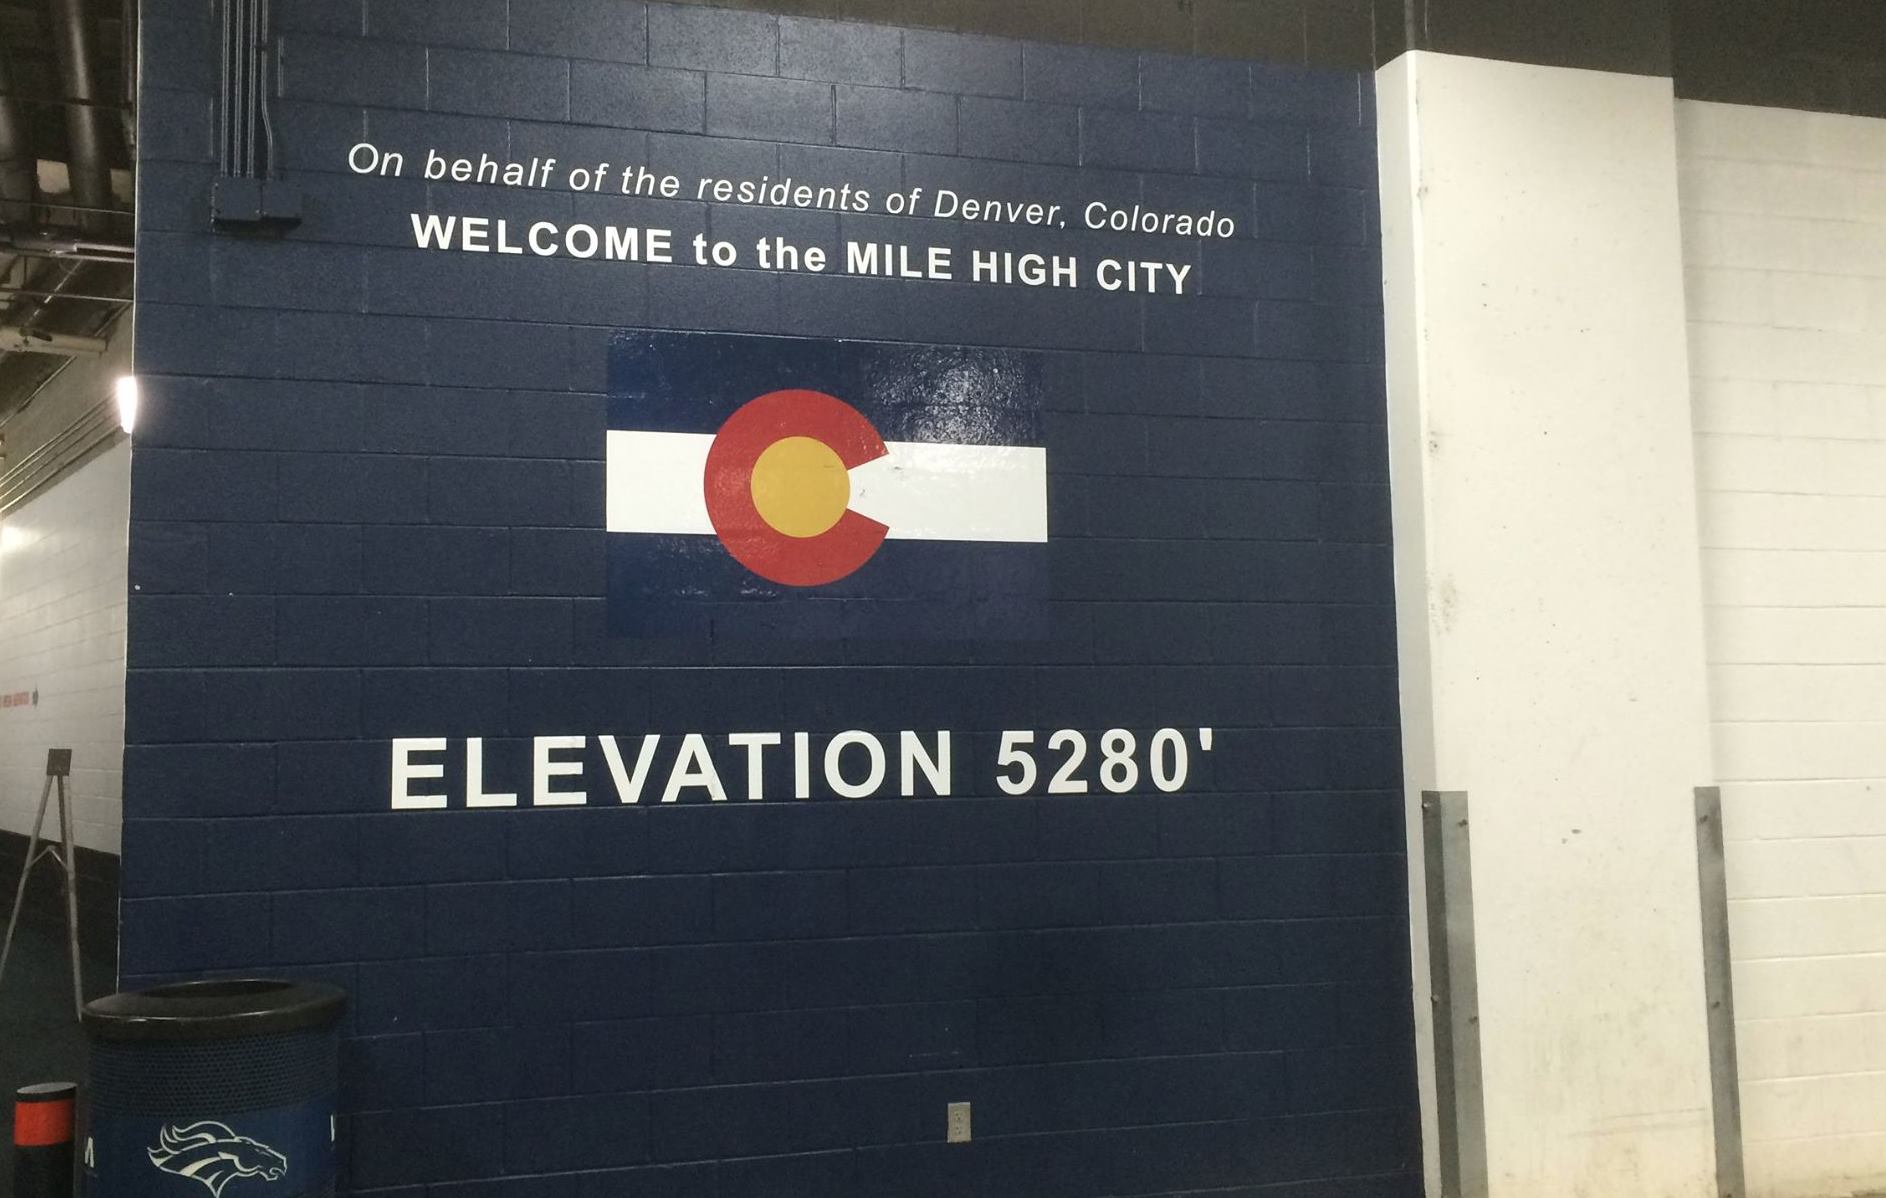 On behalf of the residents of Denver, Colorado
WELCOME to the MILE HIGH CITY
ELEVATION 5280'